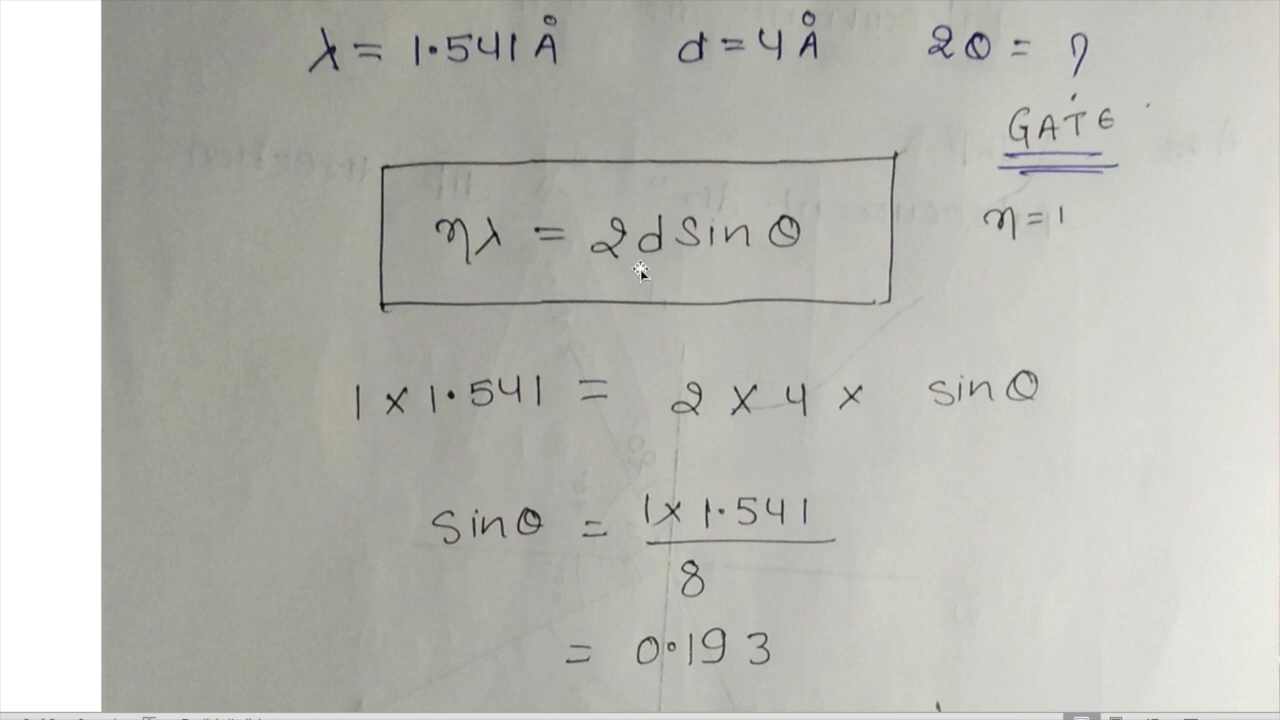 λ = 1.541 Å   d = 4 Å   2θ = ?
GATE
nλ = 2d Sin θ
n = 1
1 × 1.541 = 2 × 4 × sin θ
Sin θ = 1 × 1.541 / 8
= 0.193